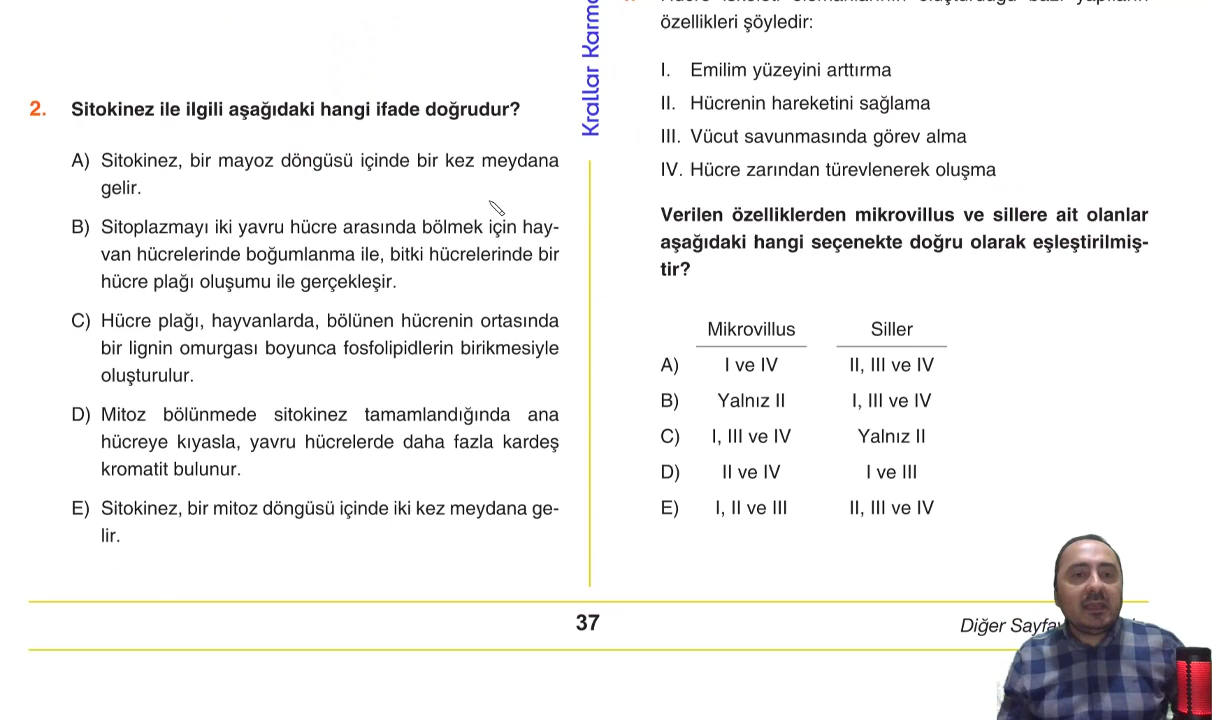 2. Sitokinez ile ilgili aşağıdaki hangi ifade doğrudur?
A) Sitokinez, bir mayoz döngüsü içinde bir kez meydana
gelir.
B) Sitoplazmayı iki yavru hücre arasında bölmek için hay-
van hücrelerinde boğumlanma ile, bitki hücrelerinde bir
hücre plağı oluşumu ile gerçekleşir.
C) Hücre plağı, hayvanlarda, bölünen hücrenin ortasında
bir lignin omurgası boyunca fosfolipidlerin birikmesiyle
oluşturulur.
D) Mitoz bölünmede sitokinez tamamlandığında ana
hücreye kıyasla, yavru hücrelerde daha fazla kardeş
kromatit bulunur.
E) Sitokinez, bir mitoz döngüsü içinde iki kez meydana ge-
lir.
Krallar
özellikleri şöyledir:
I. Emilim yüzeyini arttırma
II. Hücrenin hareketini sağlama
III. Vücut savunmasında görev alma
IV. Hücre zarından türevlenerek oluşma
Verilen özelliklerden mikrovillus ve sillere ait olanlar
aşağıdaki hangi seçenekte doğru olarak eşleştirilmiş-
tir?
Mikrovillus Siller
A) I ve IV II, III ve IV
B) Yalnız II I, III ve IV
C) I, III ve IV Yalnız II
D) II ve IV I ve III
E) I, II ve III II, III ve IV
37
Diğer